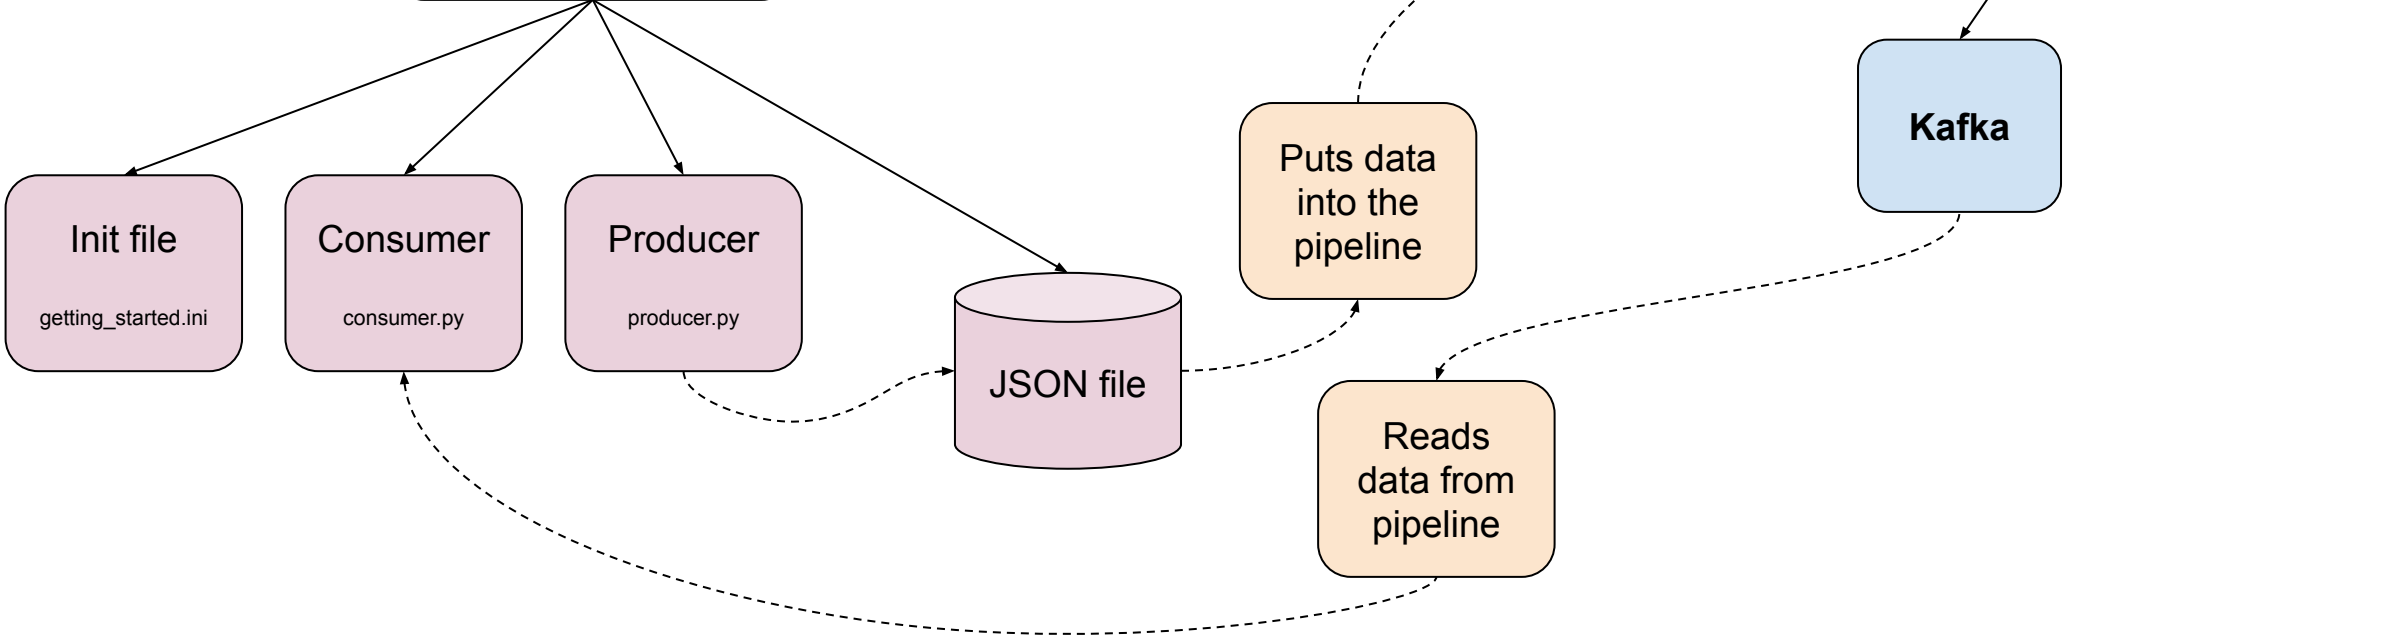 Kafka
Puts data
into the
pipeline
Init file
getting_started.ini
Consumer
consumer.py
Producer
producer.py
JSON file
Reads
data from
pipeline